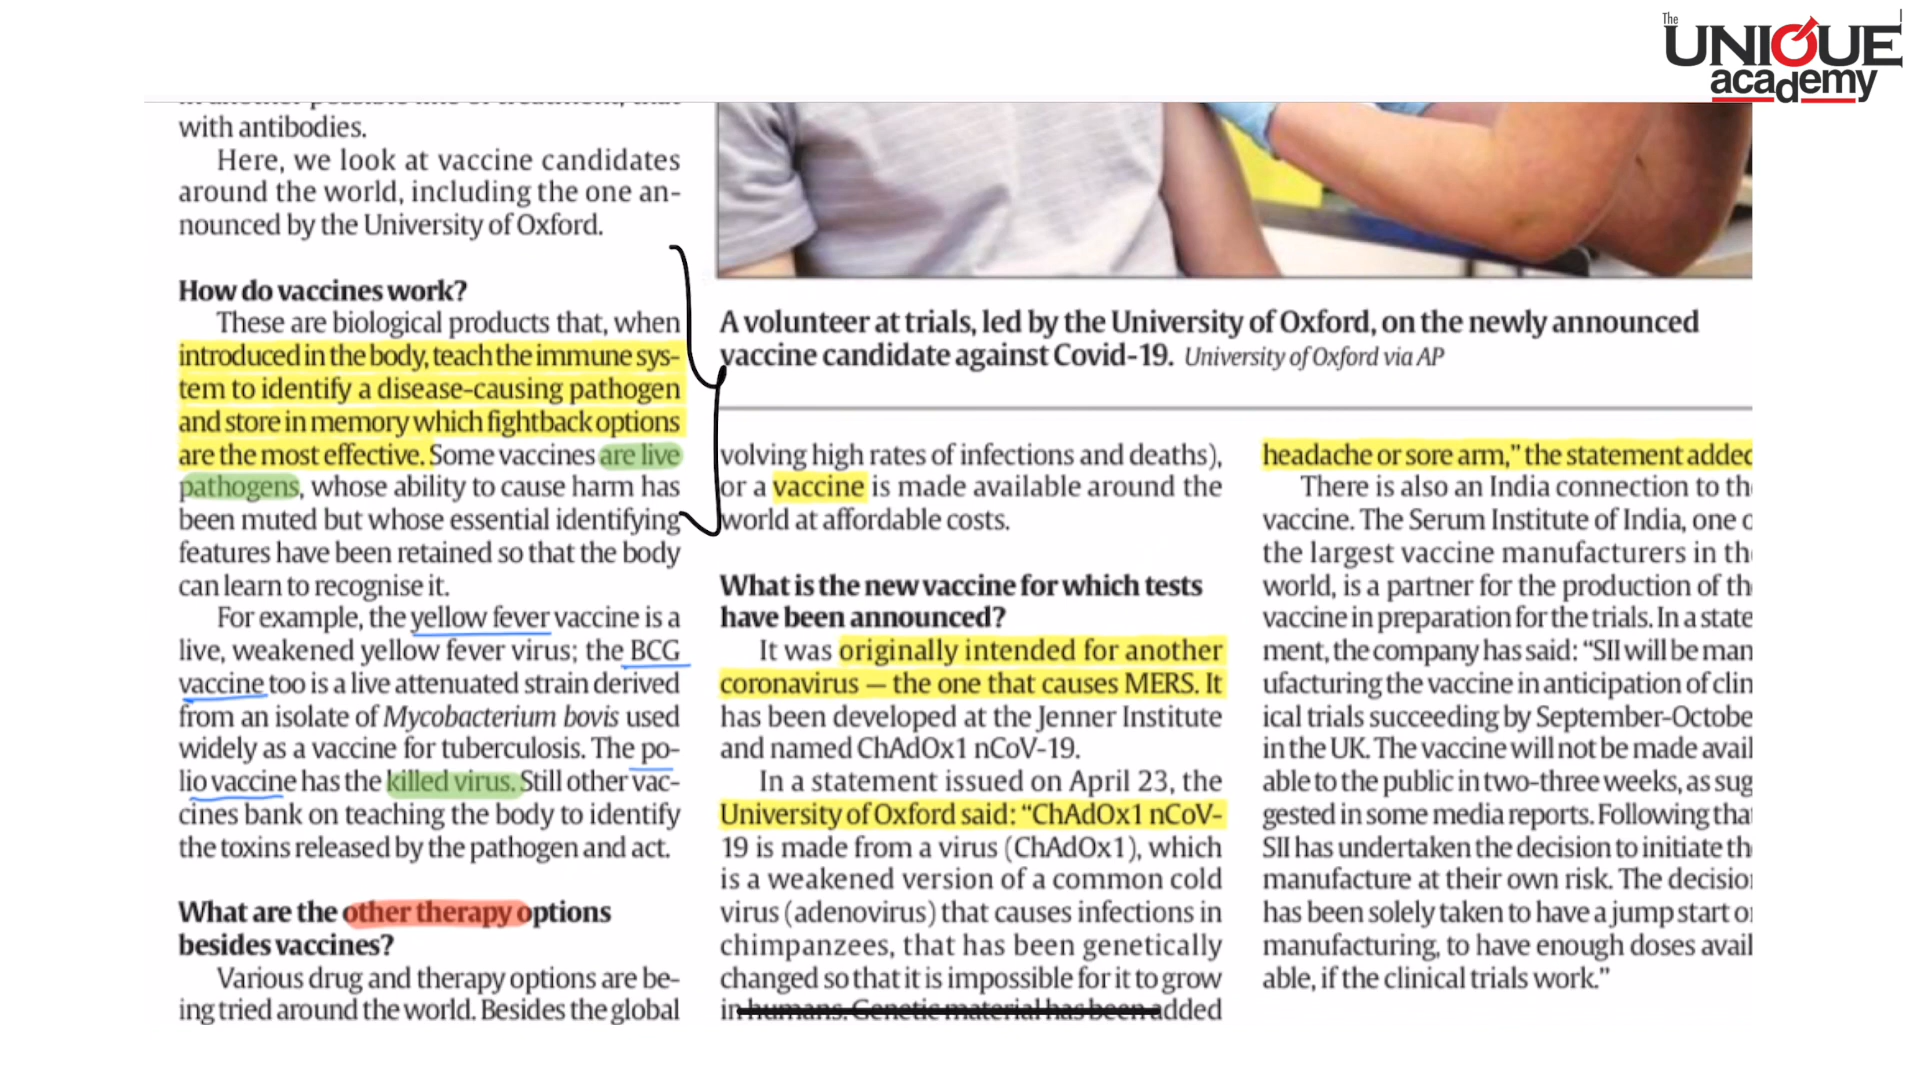 The
UNIQUE
academy
with antibodies.
Here, we look at vaccine candidates
around the world, including the one an-
nounced by the University of Oxford.
How do vaccines work?
These are biological products that, when
introduced in the body, teach the immune sys-
tem to identify a disease-causing pathogen
and store in memory which fightback options
are the most effective. Some vaccines are live
pathogens, whose ability to cause harm has
been muted but whose essential identifying
features have been retained so that the body
can learn to recognise it.
For example, the yellow fever vaccine is a
live, weakened yellow fever virus; the BCG
vaccine too is a live attenuated strain derived
from an isolate of Mycobacterium bovis used
widely as a vaccine for tuberculosis. The po-
lio vaccine has the killed virus. Still other vac-
cines bank on teaching the body to identify
the toxins released by the pathogen and act.
What are the other therapy options
besides vaccines?
Various drug and therapy options are be-
ing tried around the world. Besides the global
A volunteer at trials, led by the University of Oxford, on the newly announced
vaccine candidate against Covid-19. University of Oxford via AP
volving high rates of infections and deaths),
or a vaccine is made available around the
world at affordable costs.
What is the new vaccine for which tests
have been announced?
It was originally intended for another
coronavirus — the one that causes MERS. It
has been developed at the Jenner Institute
and named ChAdOx1 nCoV-19.
In a statement issued on April 23, the
University of Oxford said: “ChAdOx1 nCoV-
19 is made from a virus (ChAdOx1), which
is a weakened version of a common cold
virus (adenovirus) that causes infections in
chimpanzees, that has been genetically
changed so that it is impossible for it to grow
in humans. Genetic material has been added
headache or sore arm,” the statement added
There is also an India connection to th
vaccine. The Serum Institute of India, one o
the largest vaccine manufacturers in th
world, is a partner for the production of th
vaccine in preparation for the trials. In a state
ment, the company has said: “SII will be man
ufacturing the vaccine in anticipation of clin
ical trials succeeding by September-Octobe
in the UK. The vaccine will not be made avail
able to the public in two-three weeks, as sug
gested in some media reports. Following that
SII has undertaken the decision to initiate th
manufacture at their own risk. The decisio
has been solely taken to have a jump start o
manufacturing, to have enough doses avail
able, if the clinical trials work.”